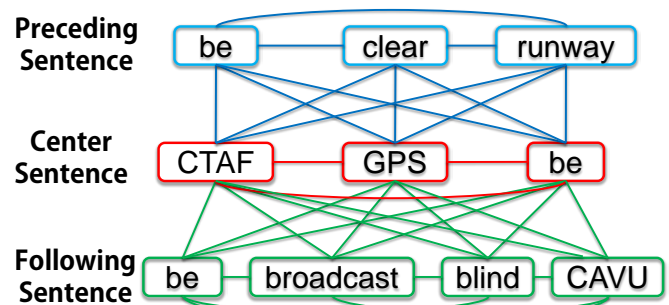 Preceding
Sentence
be clear runway
Center
Sentence
CTAF GPS be
Following
Sentence
be broadcast blind CAVU